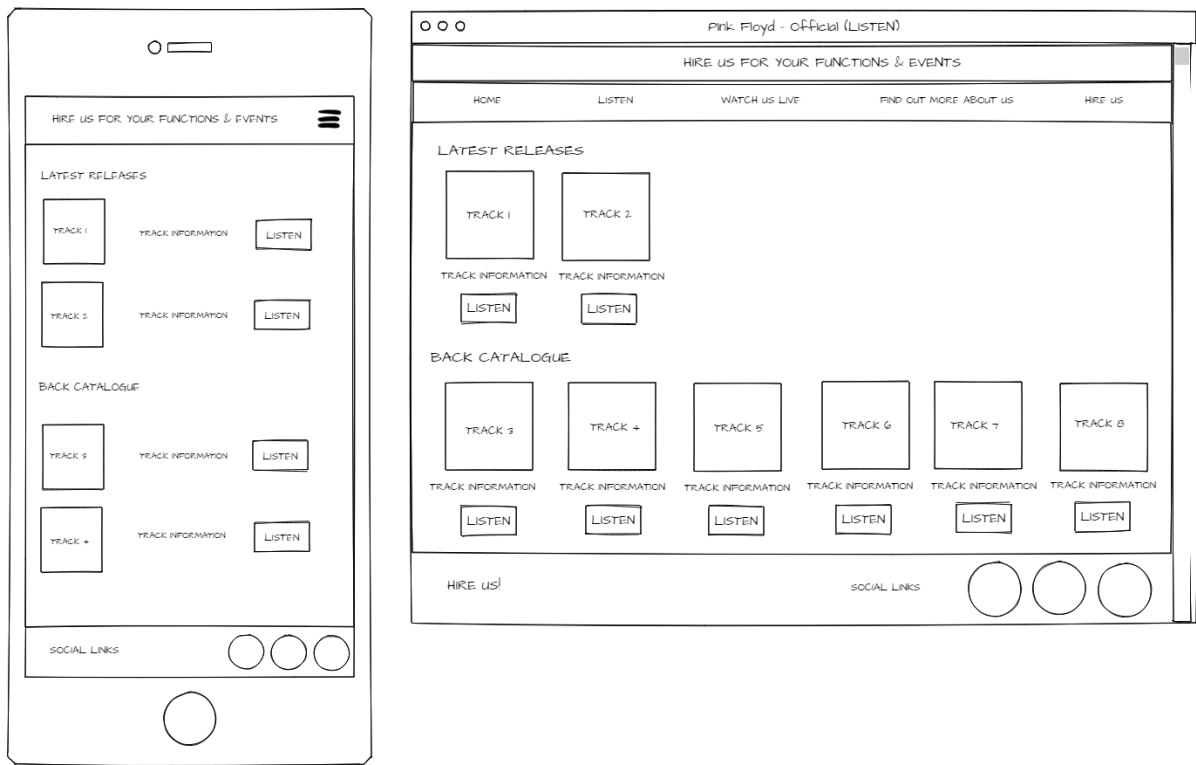 HIRE US FOR YOUR FUNCTIONS & EVENTS
LATEST RELEASES
TRACK 1 TRACK INFORMATION LISTEN
TRACK 2 TRACK INFORMATION LISTEN
BACK CATALOGUE
TRACK 3 TRACK INFORMATION LISTEN
TRACK 4 TRACK INFORMATION LISTEN
SOCIAL LINKS
Pink Floyd - Official (LISTEN)
HIRE US FOR YOUR FUNCTIONS & EVENTS
HOME LISTEN WATCH US LIVE FIND OUT MORE ABOUT US HIRE US
LATEST RELEASES
TRACK 1 TRACK 2
TRACK INFORMATION TRACK INFORMATION
LISTEN LISTEN
BACK CATALOGUE
TRACK 3 TRACK 4 TRACK 5 TRACK 6 TRACK 7 TRACK 8
TRACK INFORMATION TRACK INFORMATION TRACK INFORMATION TRACK INFORMATION TRACK INFORMATION TRACK INFORMATION
LISTEN LISTEN LISTEN LISTEN LISTEN LISTEN
HIRE US! SOCIAL LINKS